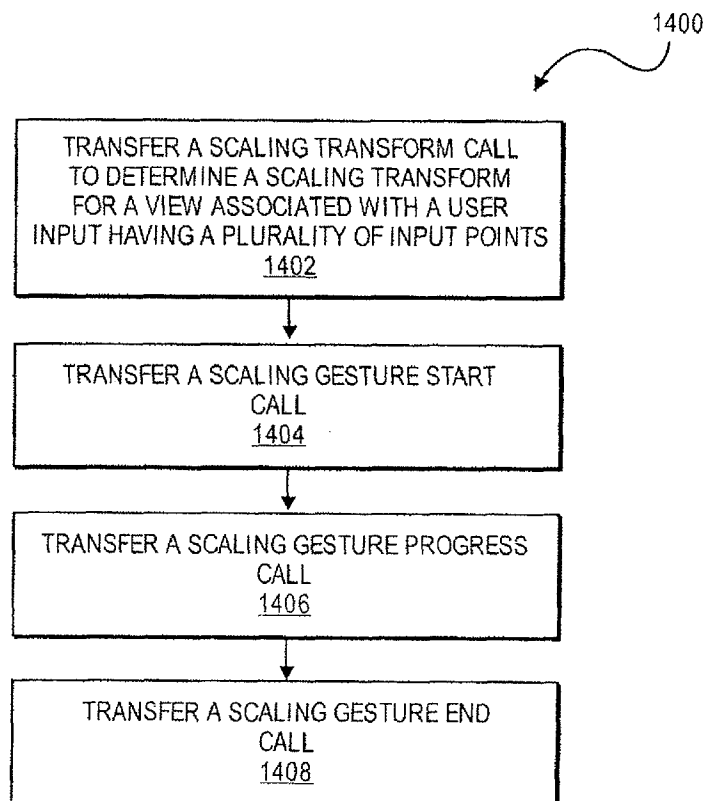 1400
TRANSFER A SCALING TRANSFORM CALL
TO DETERMINE A SCALING TRANSFORM
FOR A VIEW ASSOCIATED WITH A USER
INPUT HAVING A PLURALITY OF INPUT POINTS
1402
TRANSFER A SCALING GESTURE START
CALL
1404
TRANSFER A SCALING GESTURE PROGRESS
CALL
1406
TRANSFER A SCALING GESTURE END
CALL
1408